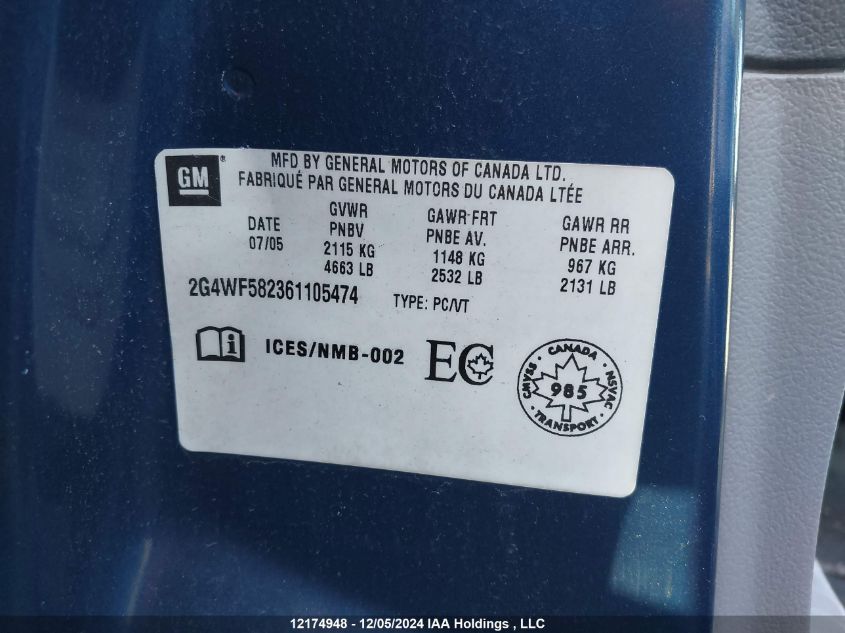 GM®
MFD BY GENERAL MOTORS OF CANADA LTD.
FABRIQUÉ PAR GENERAL MOTORS DU CANADA LTÉE
DATE
07/05
GVWR
PNBV
2115 KG
4663 LB
GAWR FRT
PNBE AV.
1148 KG
2532 LB
GAWR RR
PNBE ARR.
967 KG
2131 LB
2G4WF582361105474 TYPE: PC/VT
i ICES/NMB-002 EC
CANADA
CMVSS 985 NSVAC
TRANSPORT
12174948 - 12/05/2024 IAA Holdings , LLC